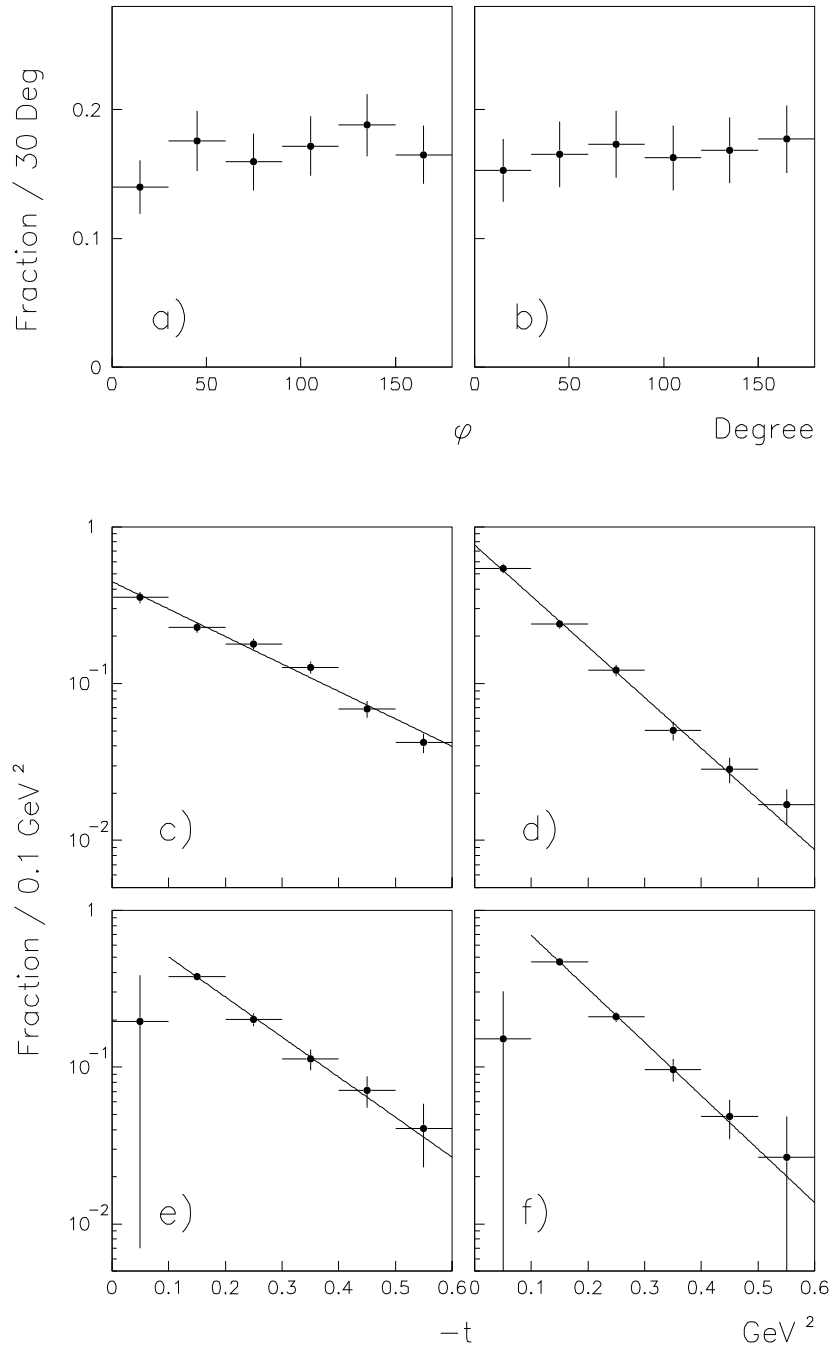 Fraction / 30 Deg
0.2
0.1
0
a)
b)
0 50 100 150
0 50 100 150
φ Degree
Fraction / 0.1 GeV²
1
10⁻¹
10⁻²
c)
d)
1
10⁻¹
10⁻²
e)
f)
0 0.1 0.2 0.3 0.4 0.5 0.6
0 0.1 0.2 0.3 0.4 0.5 0.6
−t GeV²